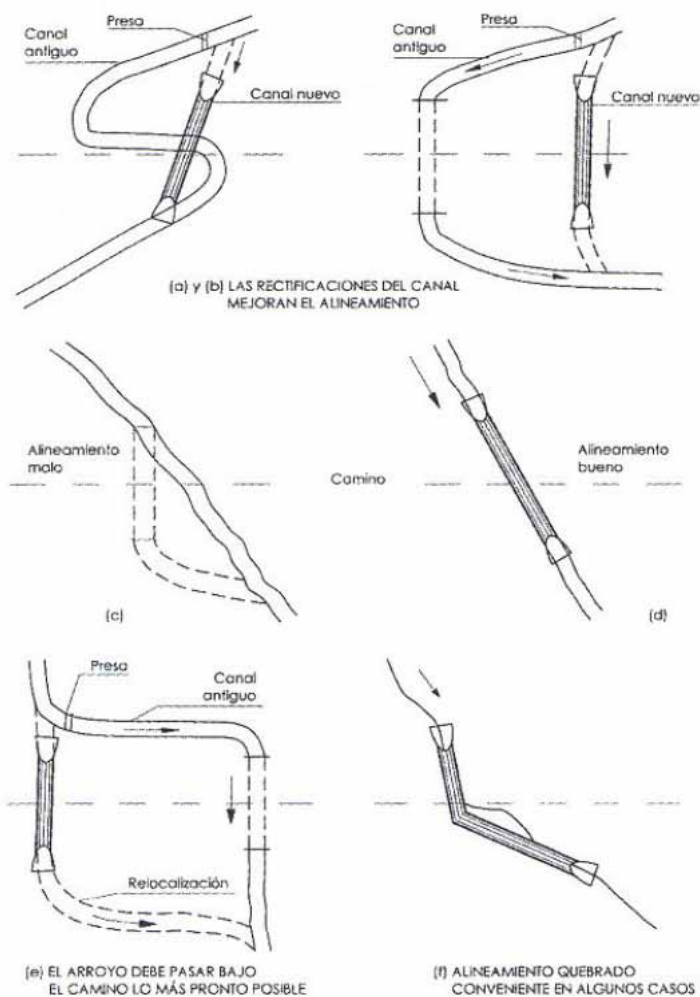 Presa
Canal
antiguo
Canal nuevo
Presa
Canal
antiguo
Canal nuevo
(a) y (b) LAS RECTIFICACIONES DEL CANAL
MEJORAN EL ALINEAMIENTO
Alineamiento
malo
Camino
Alineamiento
bueno
(c)
(d)
Presa
Canal
antiguo
Relocalización
(e) EL ARROYO DEBE PASAR BAJO
EL CAMINO LO MÁS PRONTO POSIBLE
(f) ALINEAMIENTO QUEBRADO
CONVENIENTE EN ALGUNOS CASOS